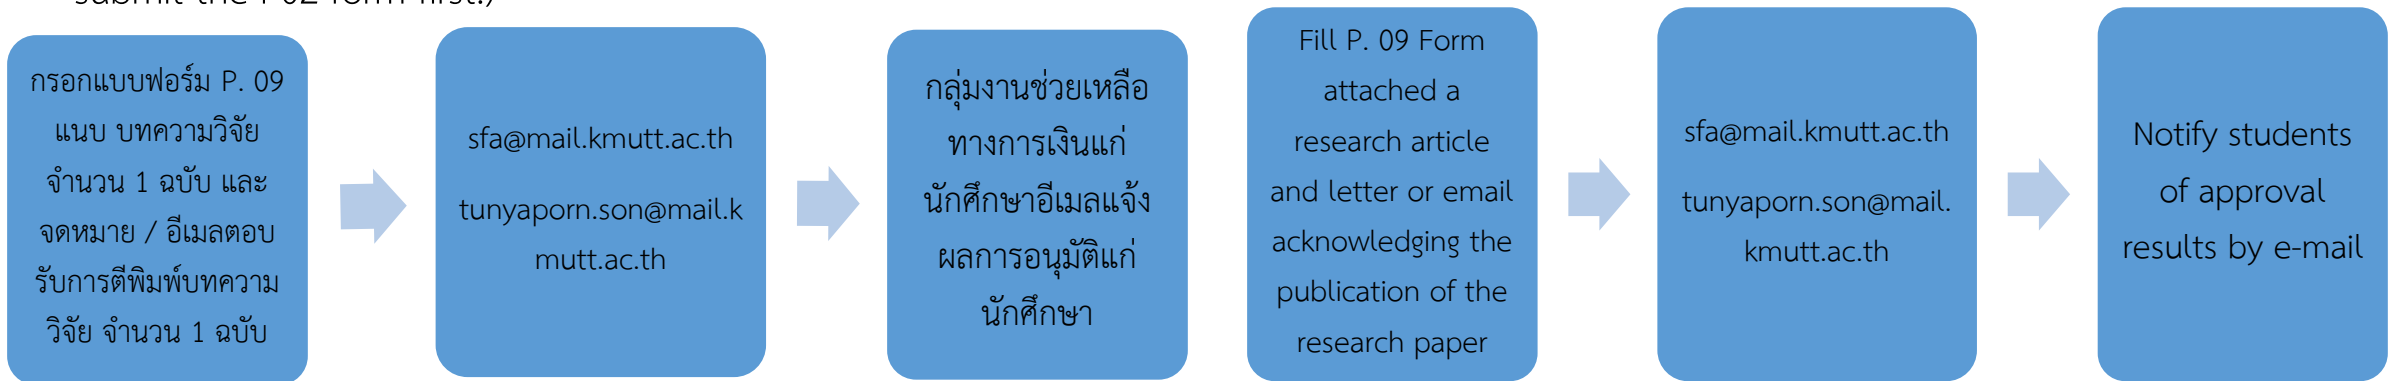 submit the P02 form first.)
กรอกแบบฟอร์ม P. 09
แนบ บทความวิจัย
จำนวน 1 ฉบับ และ
จดหมาย / อีเมลตอบ
รับการตีพิมพ์บทความ
วิจัย จำนวน 1 ฉบับ
sfa@mail.kmutt.ac.th
tunyaporn.son@mail.k
mutt.ac.th
กลุ่มงานช่วยเหลือ
ทางการเงินแก่
นักศึกษาอีเมลแจ้ง
ผลการอนุมัติแก่
นักศึกษา
Fill P. 09 Form
attached a
research article
and letter or email
acknowledging the
publication of the
research paper
sfa@mail.kmutt.ac.th
tunyaporn.son@mail.
kmutt.ac.th
Notify students
of approval
results by e-mail